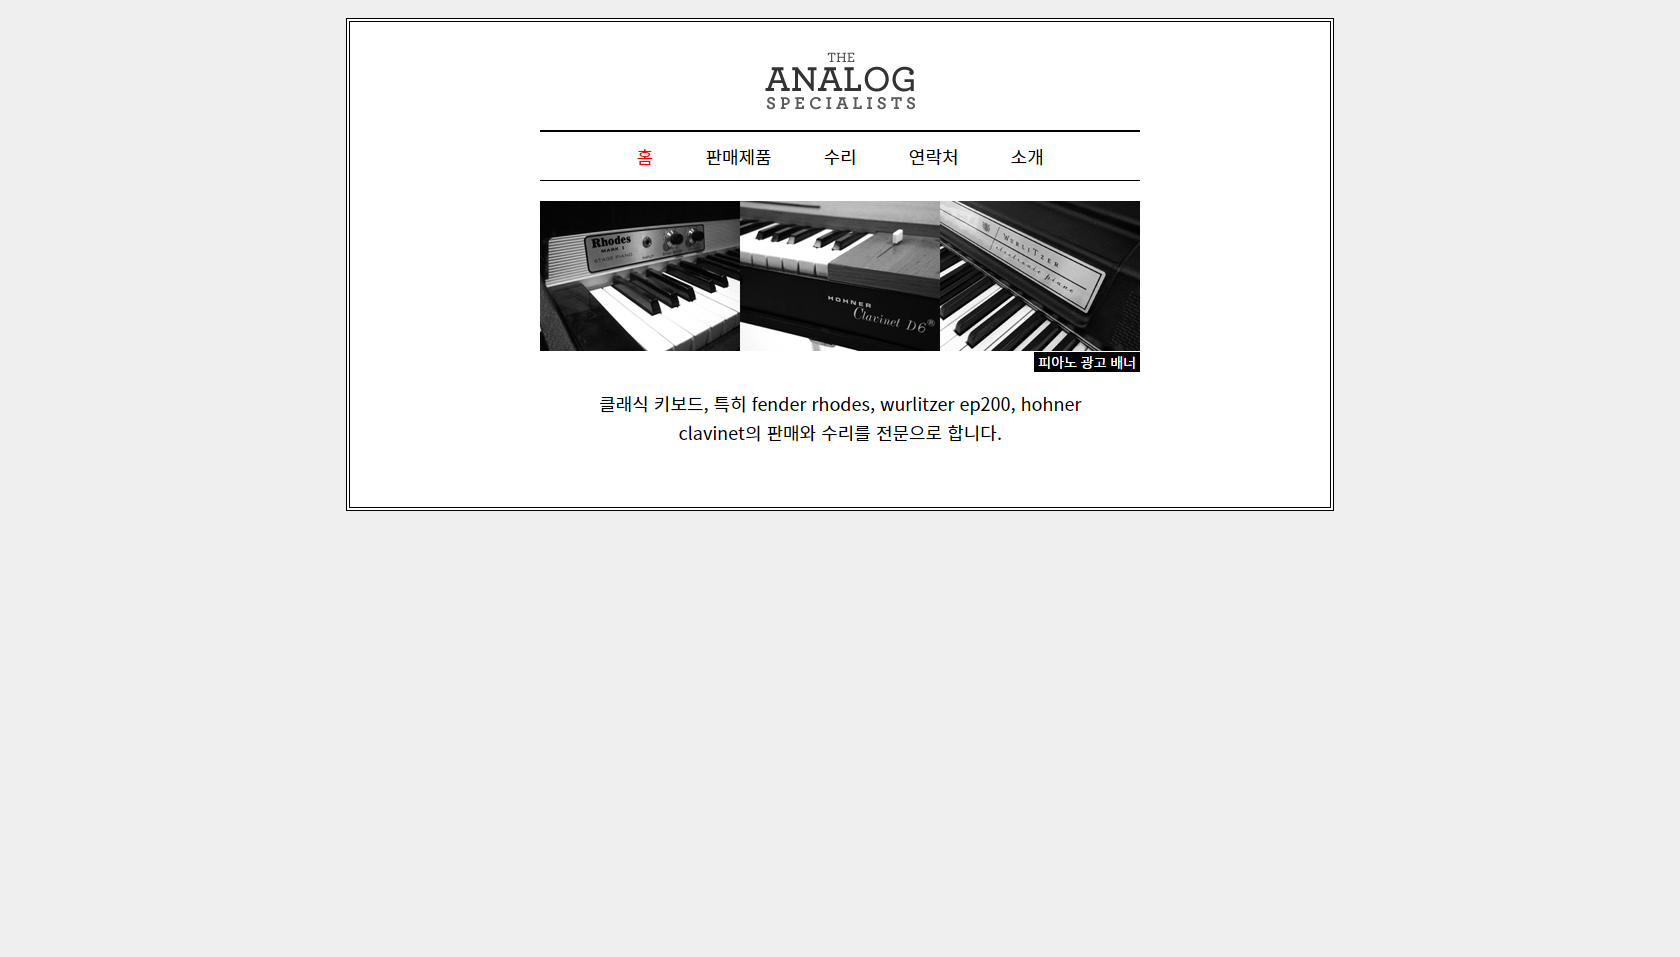 THE
ANALOG
SPECIALISTS
홈 판매제품 수리 연락처 소개
Rhodes
MARK I
STAGE PIANO
INPUT
HOHNER
Clavinet D6®
WURLITZER
electronic piano
피아노 광고 배너
클래식 키보드, 특히 fender rhodes, wurlitzer ep200, hohner
clavinet의 판매와 수리를 전문으로 합니다.